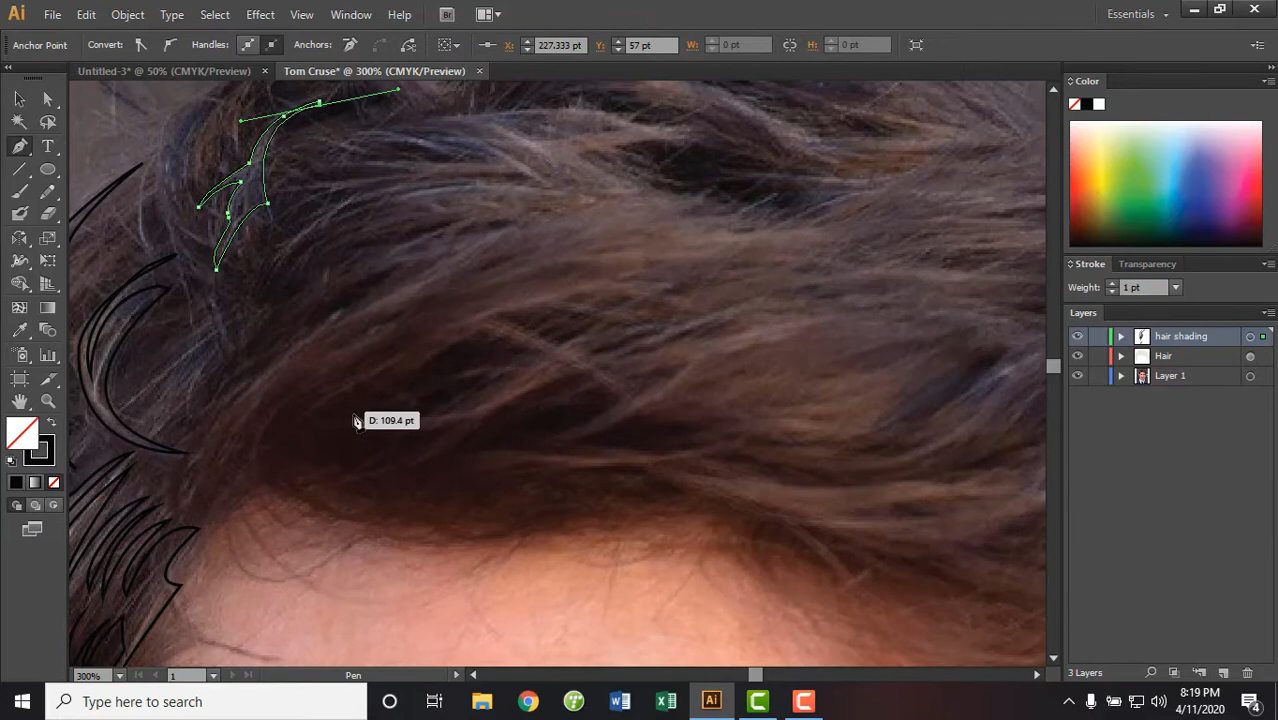 Ai File Edit Object Type Select Effect View Window Help Br Essentials
Anchor Point Convert: Handles: Anchors: X: 227.333 pt Y: 57 pt W: 0 pt H: 0 pt
Untitled-3* @ 50% (CMYK/Preview) × Tom Cruse* @ 300% (CMYK/Preview) ×
Color
Stroke Transparency
Weight: 1 pt
Layers
hair shading
Hair
Layer 1
D: 109.4 pt
300% 1 Pen 3 Layers
Type here to search
8:19 PM
4/11/2020
4